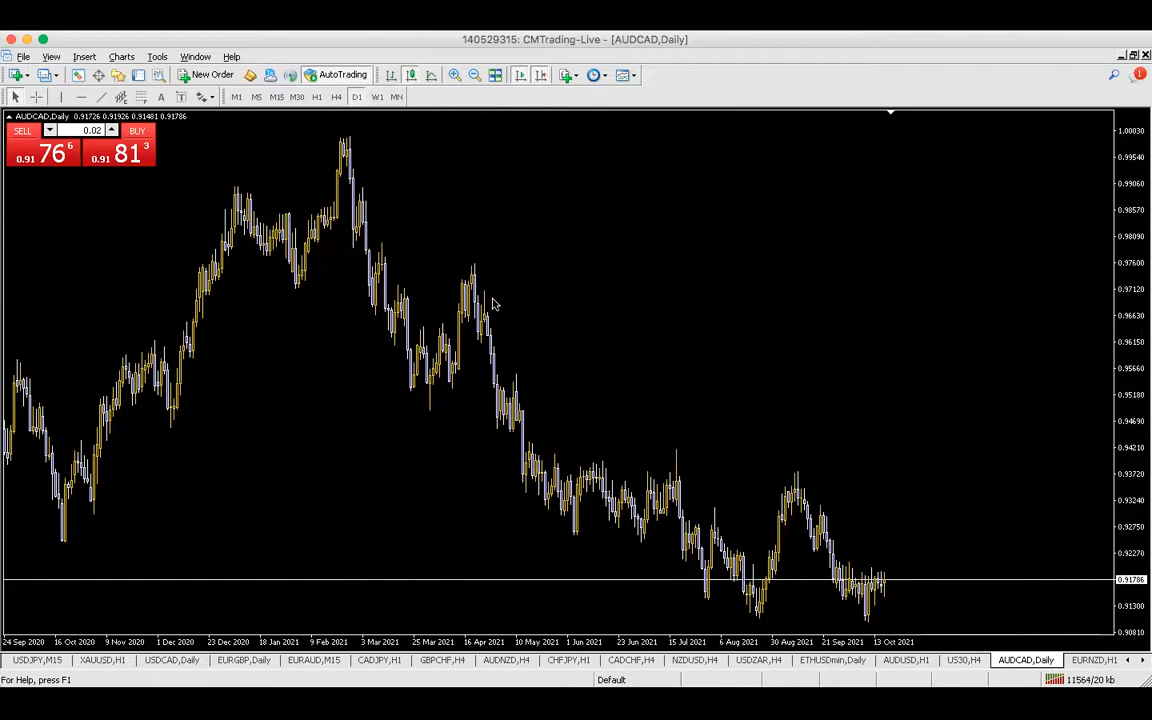 140529315: CMTrading-Live - [AUDCAD,Daily]
File View Insert Charts Tools Window Help
New Order AutoTrading 1
A T M1 M5 M15 M30 H1 H4 D1 W1 MN
AUDCAD,Daily 0.91726 0.91926 0.91481 0.91786
SELL 0.02 BUY
0.91 76 6 0.91 81 3
1.00030
0.99540
0.99060
0.98570
0.98090
0.97600
0.97120
0.96630
0.96150
0.95660
0.95180
0.94690
0.94210
0.93720
0.93240
0.92750
0.92270
0.91786
0.91300
0.90810
24 Sep 2020 16 Oct 2020 9 Nov 2020 1 Dec 2020 23 Dec 2020 18 Jan 2021 9 Feb 2021 3 Mar 2021 25 Mar 2021 16 Apr 2021 10 May 2021 1 Jun 2021 23 Jun 2021 15 Jul 2021 6 Aug 2021 30 Aug 2021 21 Sep 2021 13 Oct 2021
USDJPY,M15 XAUUSD,H1 USDCAD,Daily EURGBP,Daily EURAUD,M15 CADJPY,H1 GBPCHF,H4 AUDNZD,H4 CHFJPY,H1 CADCHF,H4 NZDUSD,H4 USDZAR,H4 ETHUSDmin,Daily AUDUSD,H1 US30,H4 AUDCAD,Daily EURNZD,H1
For Help, press F1 Default 11564/20 kb